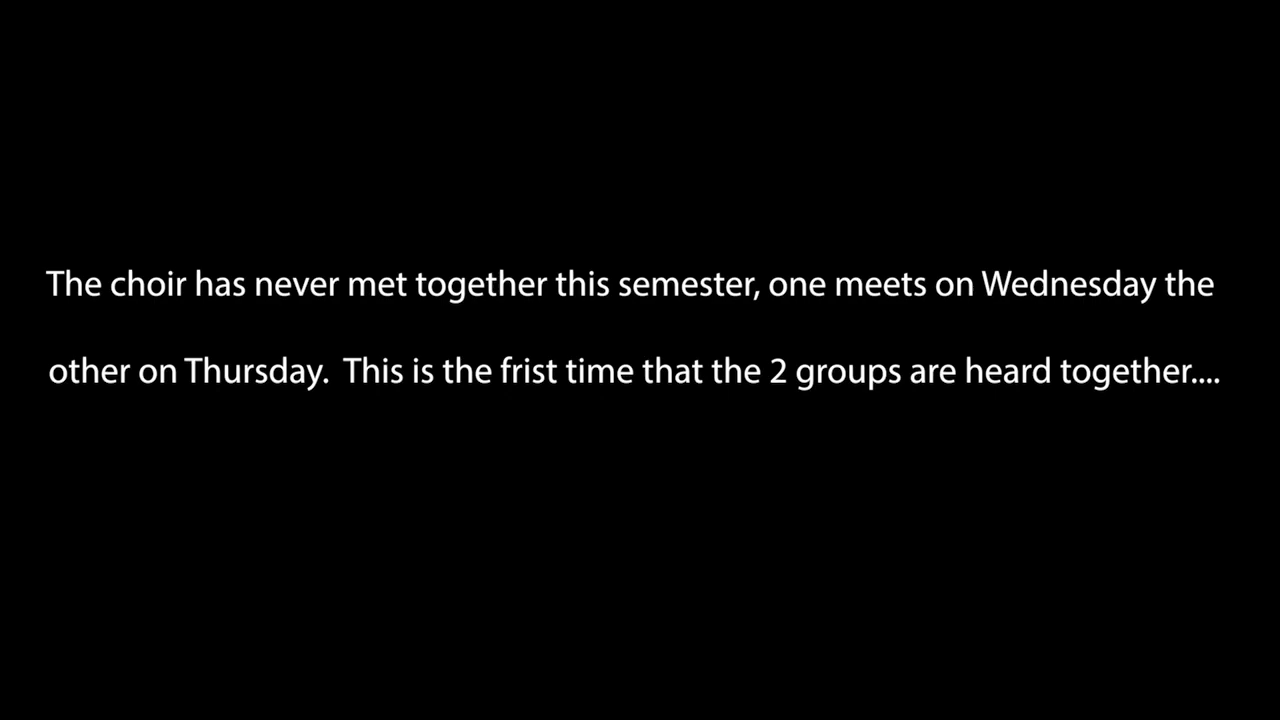 The choir has never met together this semester, one meets on Wednesday the
other on Thursday.  This is the frist time that the 2 groups are heard together....